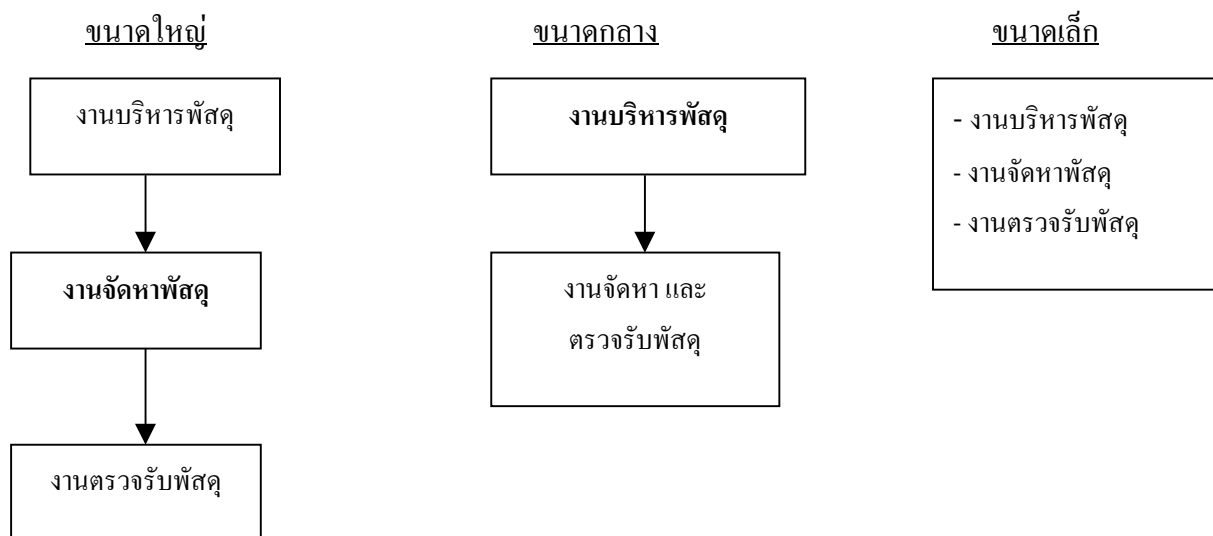 ขนาดใหญ่
งานบริหารพัสดุ
งานจัดหาพัสดุ
งานตรวจรับพัสดุ
ขนาดกลาง
งานบริหารพัสดุ
งานจัดหา และ
ตรวจรับพัสดุ
ขนาดเล็ก
- งานบริหารพัสดุ
- งานจัดหาพัสดุ
- งานตรวจรับพัสดุ